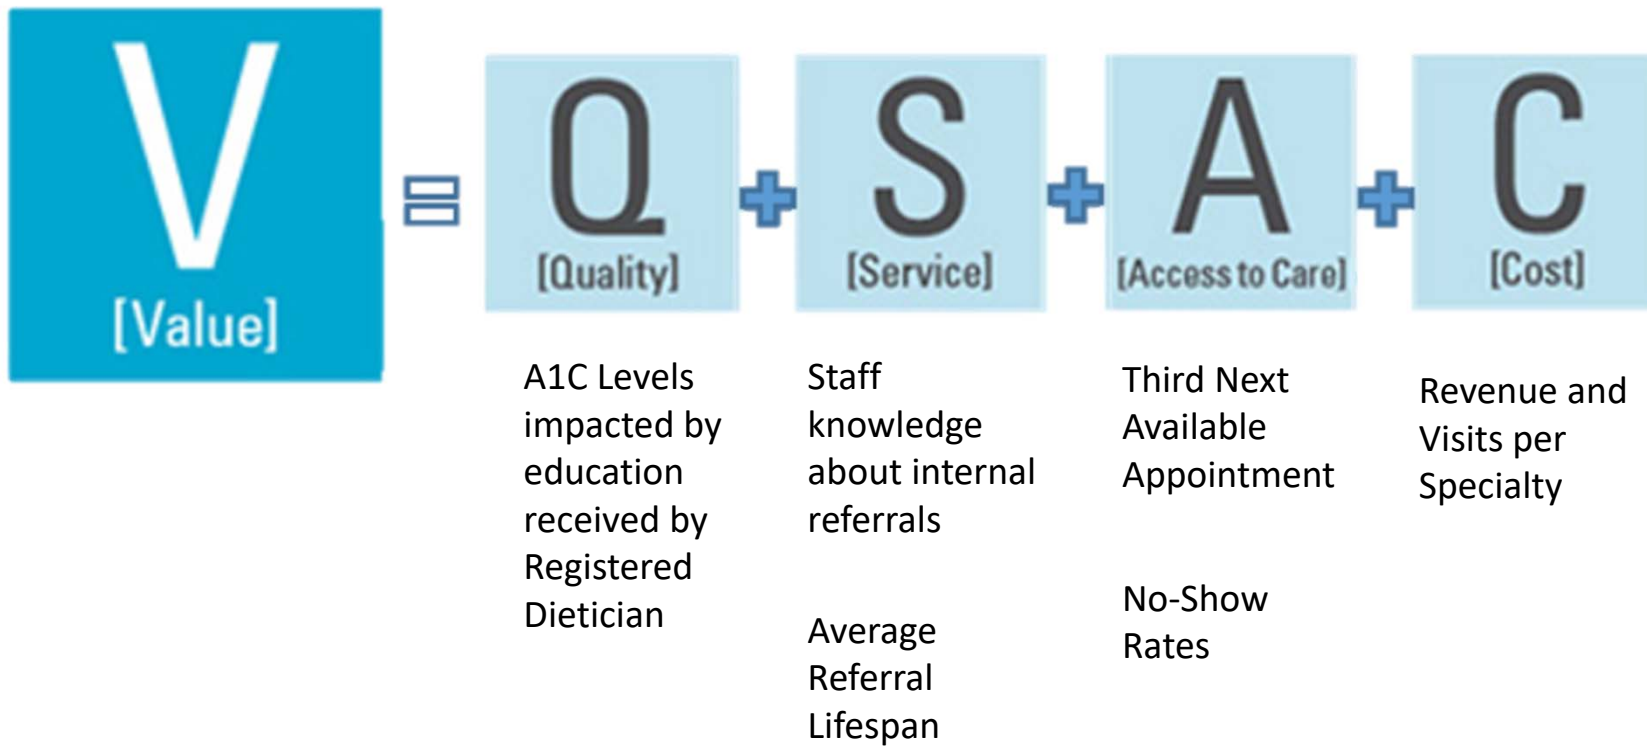 V
[Value]
=
Q
[Quality]
+
S
[Service]
+
A
[Access to Care]
+
C
[Cost]
A1C Levels
impacted by
education
received by
Registered
Dietician
Staff
knowledge
about internal
referrals
Average
Referral
Lifespan
Third Next
Available
Appointment
No-Show
Rates
Revenue and
Visits per
Specialty